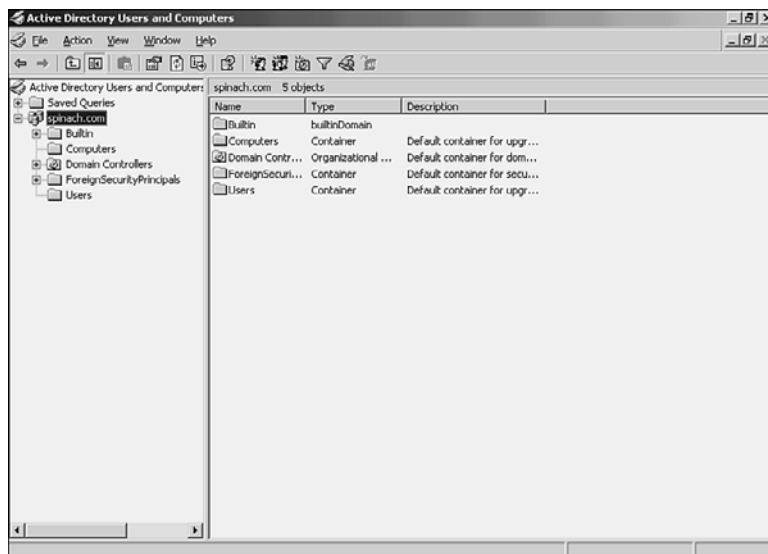 Active Directory Users and Computers
File Action View Window Help
Active Directory Users and Computers
spinach.com 5 objects
Saved Queries
spinach.com
Builtin
Computers
Domain Controllers
ForeignSecurityPrincipals
Users
Name Type Description
Builtin builtinDomain
Computers Container Default container for upgr...
Domain Contr... Organizational ... Default container for dom...
ForeignSecuri... Container Default container for secu...
Users Container Default container for upgr...